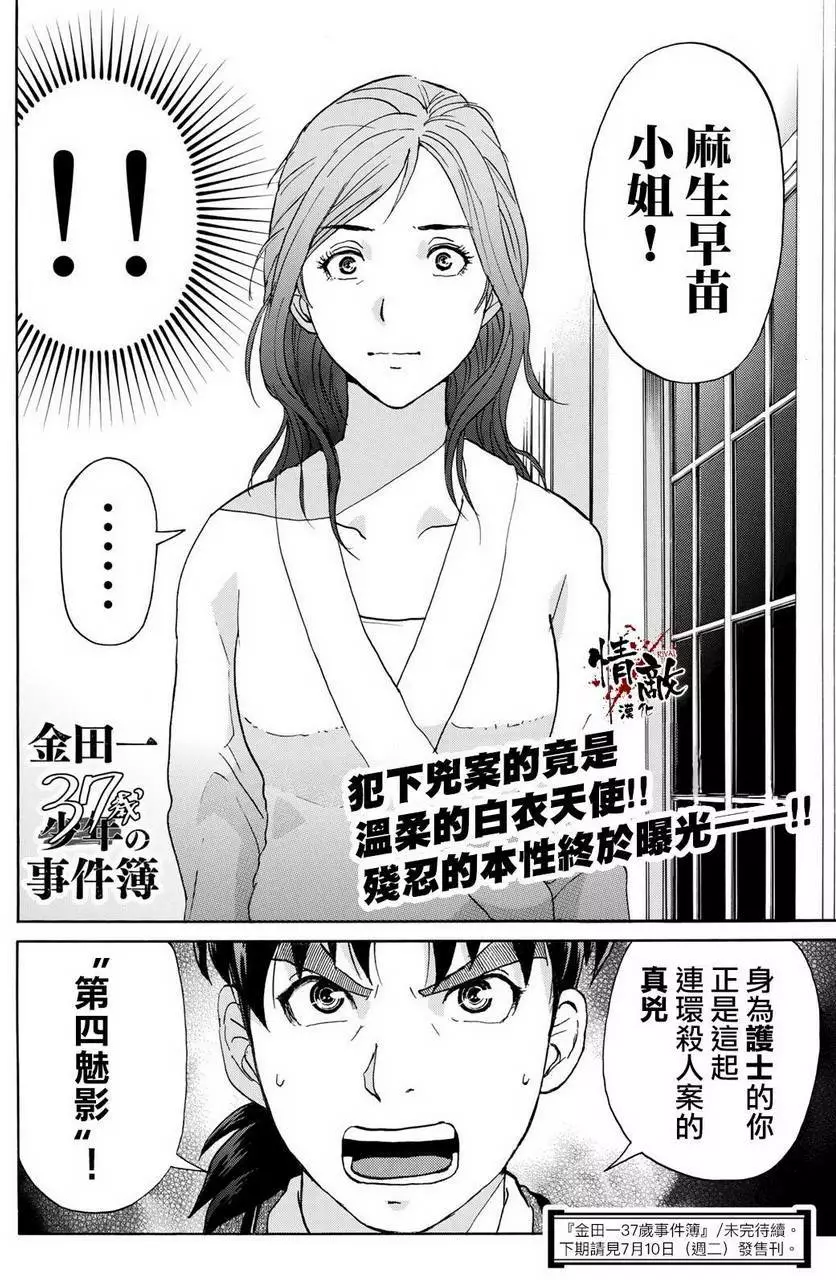 麻生早苗
小姐！
！！
⋮⋮
情敵
RIVAL
漢化
犯下兇案的竟是
溫柔的白衣天使!!
殘忍的本性終於曝光——!!
金田一
37歲
少年の
事件簿
身為護士的你
正是這起
連環殺人案的
真兇
"第四魅影"！
『金田一37歲事件簿』/未完待續。
下期請見7月10日（週二）發售刊。